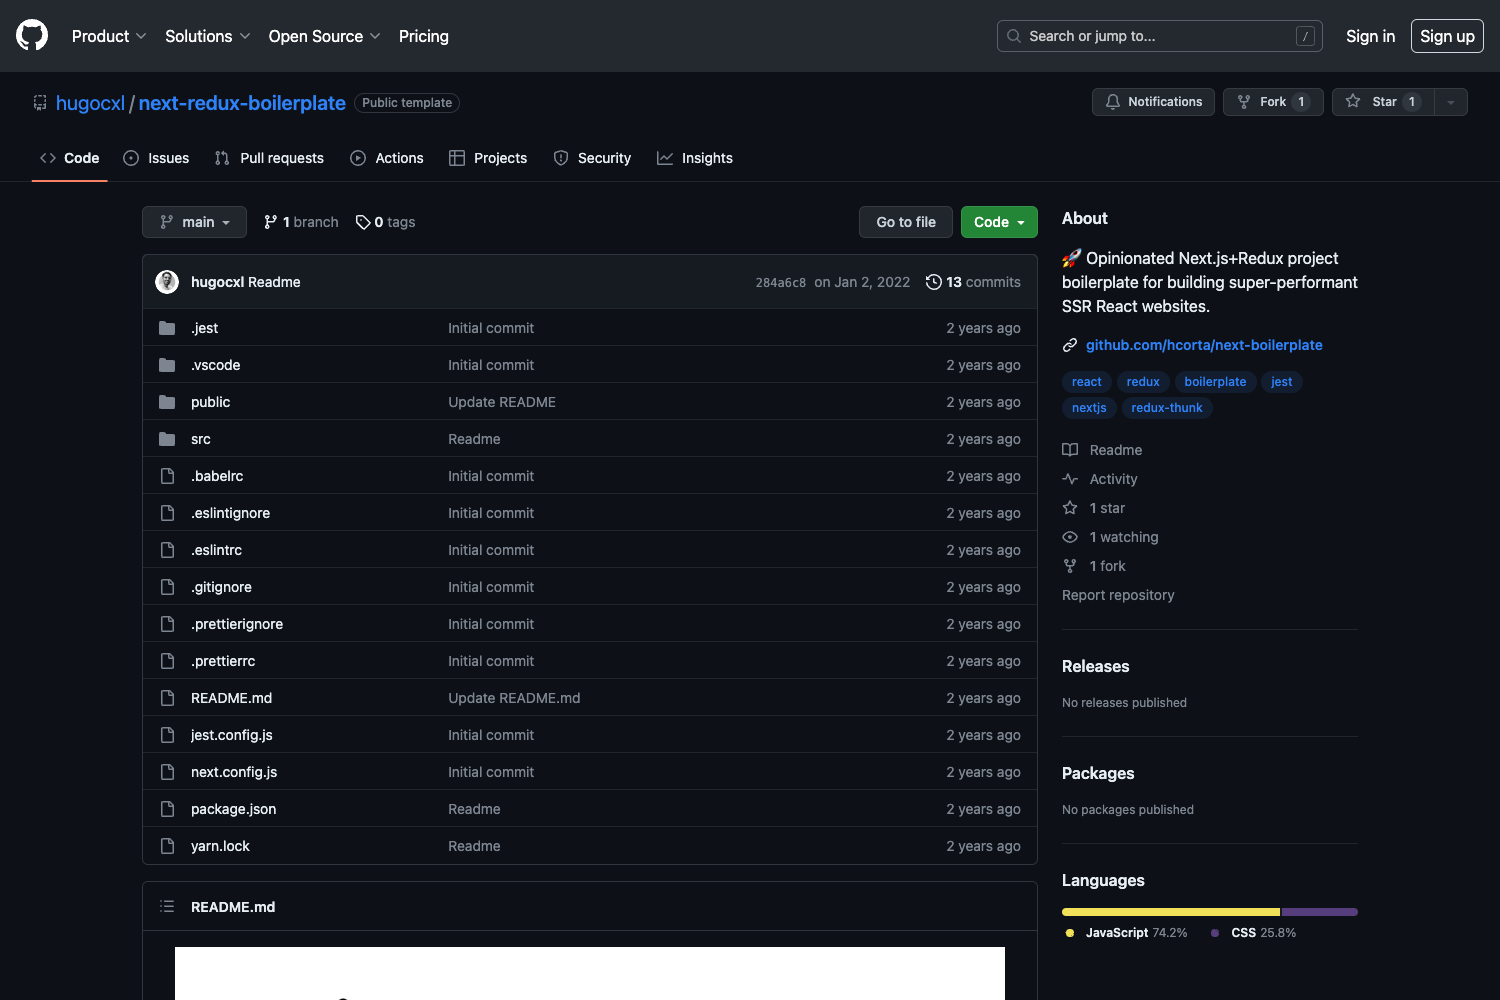 Product Solutions Open Source Pricing Search or jump to... / Sign in Sign up
hugocxl / next-redux-boilerplate Public template Notifications Fork 1 Star 1
Code Issues Pull requests Actions Projects Security Insights
main 1 branch 0 tags Go to file Code
hugocxl Readme 284a6c8 on Jan 2, 2022 13 commits
.jest Initial commit 2 years ago
.vscode Initial commit 2 years ago
public Update README 2 years ago
src Readme 2 years ago
.babelrc Initial commit 2 years ago
.eslintignore Initial commit 2 years ago
.eslintrc Initial commit 2 years ago
.gitignore Initial commit 2 years ago
.prettierignore Initial commit 2 years ago
.prettierrc Initial commit 2 years ago
README.md Update README.md 2 years ago
jest.config.js Initial commit 2 years ago
next.config.js Initial commit 2 years ago
package.json Readme 2 years ago
yarn.lock Readme 2 years ago
README.md
About
🚀 Opinionated Next.js+Redux project
boilerplate for building super-performant
SSR React websites.
github.com/hcorta/next-boilerplate
react redux boilerplate jest
nextjs redux-thunk
Readme
Activity
1 star
1 watching
1 fork
Report repository
Releases
No releases published
Packages
No packages published
Languages
JavaScript 74.2% CSS 25.8%